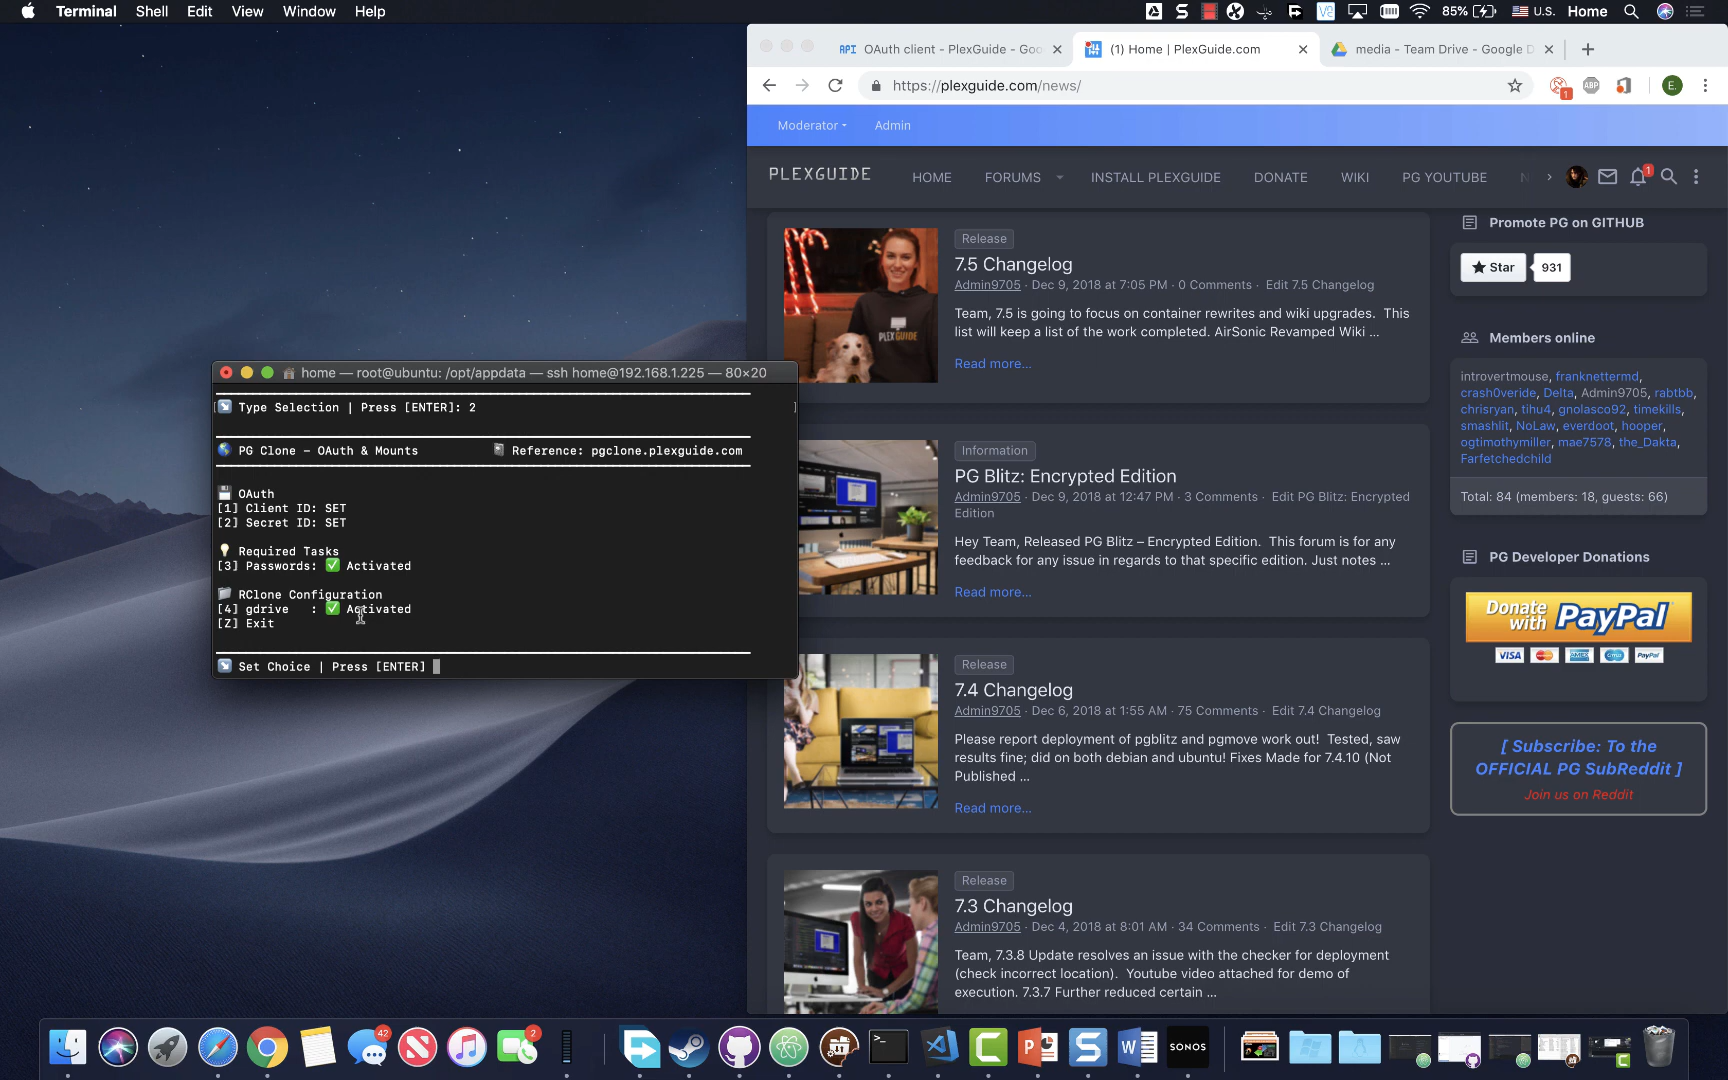 Terminal Shell Edit View Window Help
85% U.S. Home
API OAuth client - PlexGuide - Goo
(1) Home | PlexGuide.com
media - Team Drive - Google D
https://plexguide.com/news/
1
ABP
E.
Moderator Admin
PLEXGUIDE HOME FORUMS INSTALL PLEXGUIDE DONATE WIKI PG YOUTUBE N
1
Release
7.5 Changelog
Admin9705 · Dec 9, 2018 at 7:05 PM · 0 Comments · Edit 7.5 Changelog
Team, 7.5 is going to focus on container rewrites and wiki upgrades. This
list will keep a list of the work completed. AirSonic Revamped Wiki ...
Read more...
PLEXGUIDE
Information
PG Blitz: Encrypted Edition
Admin9705 · Dec 9, 2018 at 12:47 PM · 3 Comments · Edit PG Blitz: Encrypted
Edition
Hey Team, Released PG Blitz – Encrypted Edition. This forum is for any
feedback for any issue in regards to that specific edition. Just notes ...
Read more...
Release
7.4 Changelog
Admin9705 · Dec 6, 2018 at 1:55 AM · 75 Comments · Edit 7.4 Changelog
Please report deployment of pgblitz and pgmove work out! Tested, saw
results fine; did on both debian and ubuntu! Fixes Made for 7.4.10 (Not
Published ...
Read more...
Release
7.3 Changelog
Admin9705 · Dec 4, 2018 at 8:01 AM · 34 Comments · Edit 7.3 Changelog
Team, 7.3.8 Update resolves an issue with the checker for deployment
(check incorrect location). Youtube video attached for demo of
execution. 7.3.7 Further reduced certain ...
Promote PG on GITHUB
Star 931
Members online
introvertmouse, franknettermd,
crash0veride, Delta, Admin9705, rabtbb,
chrisryan, tihu4, gnolasco92, timekills,
smashlit, NoLaw, everdoot, hooper,
ogtimothymiller, mae7578, the_Dakta,
Farfetchedchild
Total: 84 (members: 18, guests: 66)
PG Developer Donations
Donate with PayPal
VISA AMEX PayPal
[ Subscribe: To the
OFFICIAL PG SubReddit ]
Join us on Reddit
home — root@ubuntu: /opt/appdata — ssh home@192.168.1.225 — 80×20
Type Selection | Press [ENTER]: 2
PG Clone – OAuth & Mounts Reference: pgclone.plexguide.com
OAuth
[1] Client ID: SET
[2] Secret ID: SET
Required Tasks
[3] Passwords: ✅ Activated
RClone Configuration
[4] gdrive : ✅ Activated
[Z] Exit
Set Choice | Press [ENTER]
42
2
SONOS